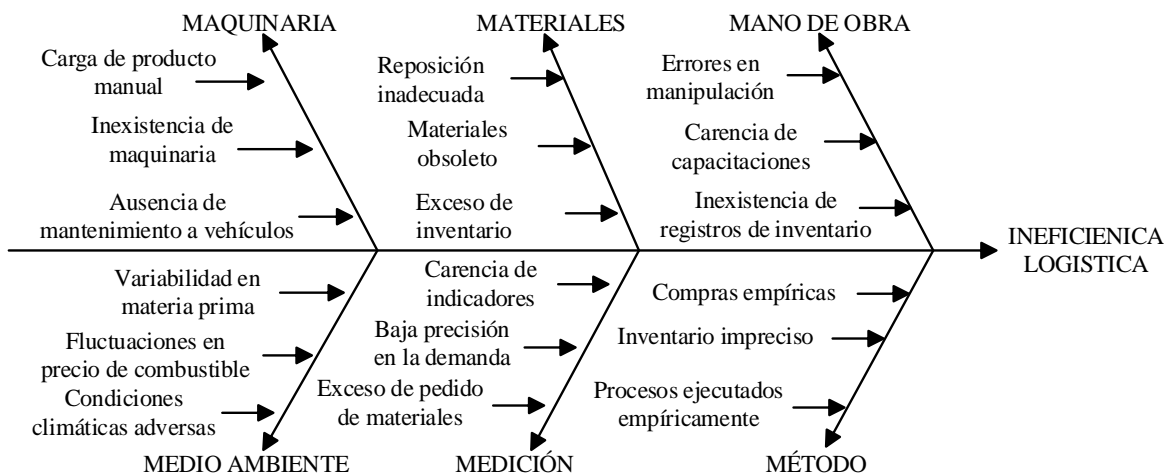 MAQUINARIA
MATERIALES
MANO DE OBRA
Carga de producto
manual
Inexistencia de
maquinaria
Ausencia de
mantenimiento a vehículos
Reposición
inadecuada
Materiales
obsoleto
Exceso de
inventario
Errores en
manipulación
Carencia de
capacitaciones
Inexistencia de
registros de inventario
INEFICIENICA
LOGISTICA
Variabilidad en
materia prima
Fluctuaciones en
precio de combustible
Condiciones
climáticas adversas
Carencia de
indicadores
Baja precisión
en la demanda
Exceso de pedido
de materiales
Compras empíricas
Inventario impreciso
Procesos ejecutados
empíricamente
MEDIO AMBIENTE
MEDICIÓN
MÉTODO